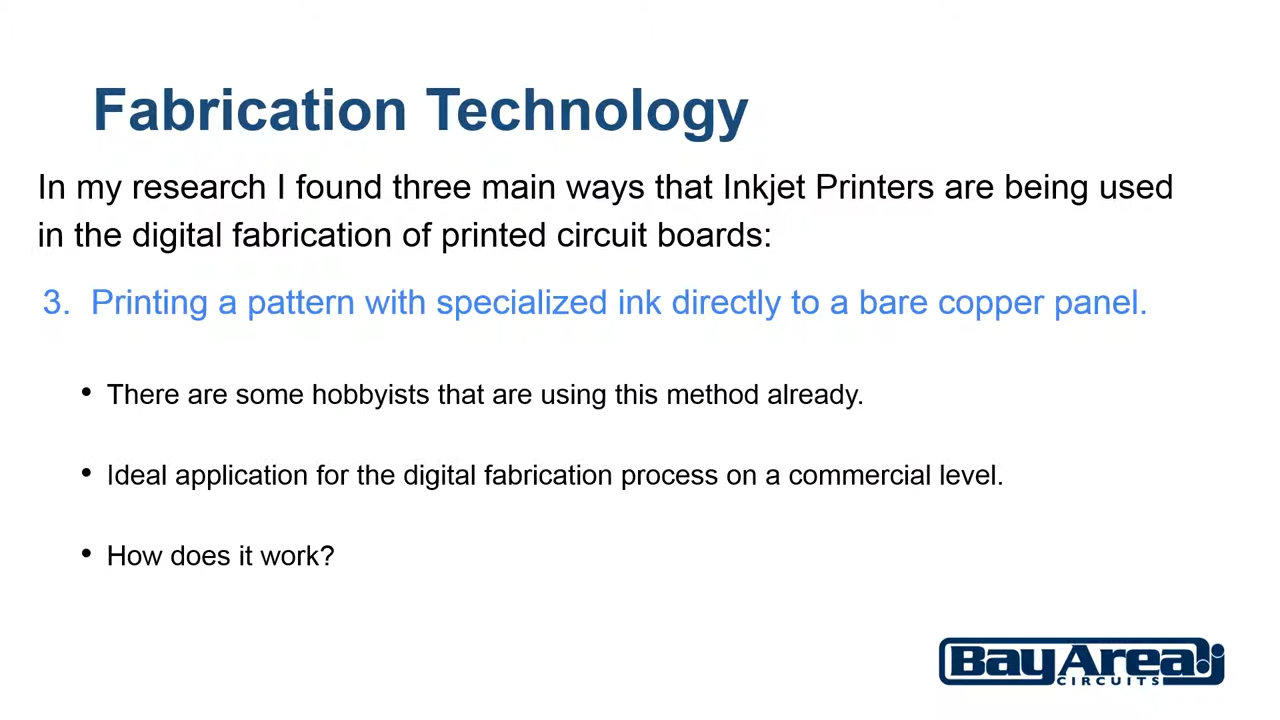 Fabrication Technology
In my research I found three main ways that Inkjet Printers are being used
in the digital fabrication of printed circuit boards:
3. Printing a pattern with specialized ink directly to a bare copper panel.
• There are some hobbyists that are using this method already.
• Ideal application for the digital fabrication process on a commercial level.
• How does it work?
BayArea
CIRCUITS